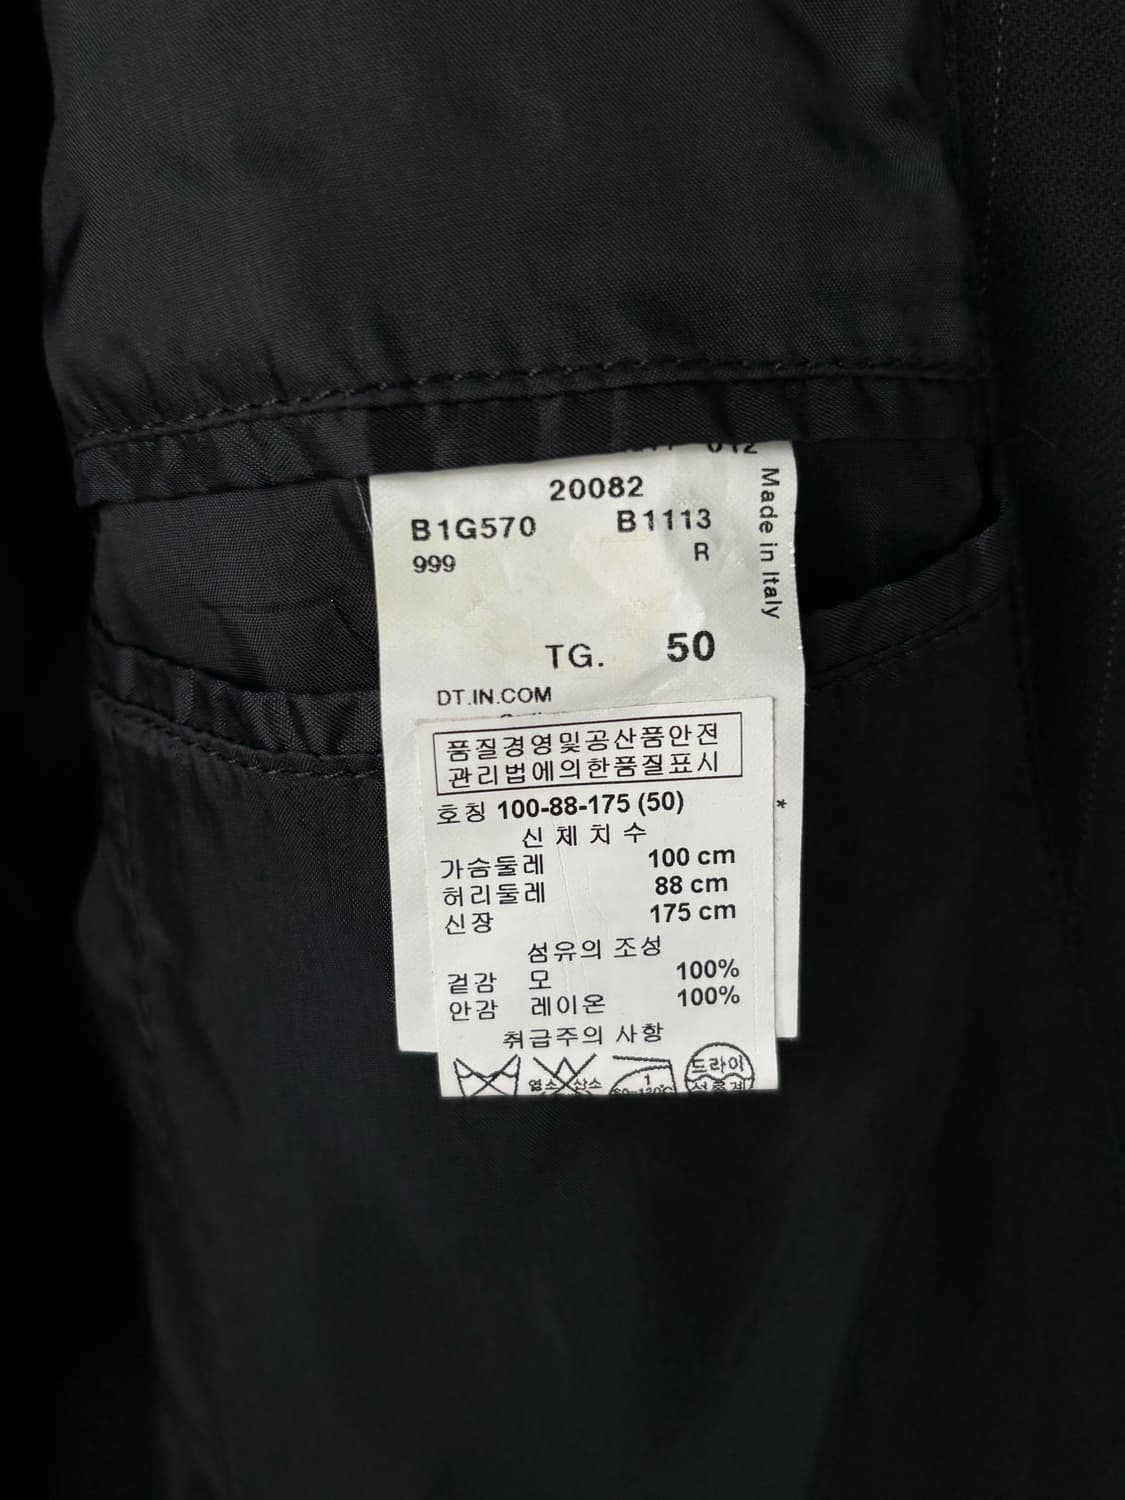 20082
B1G570 B1113
999 R
Made in Italy
TG. 50
DT.IN.COM
품질경영및공산품안전
관리법에의한품질표시
호칭 100-88-175 (50)
*
신체치수
가슴둘레 100 cm
허리둘레 88 cm
신장 175 cm
섬유의 조성
겉감 모 100%
안감 레이온 100%
취급주의 사항
염소 산소
1
드라이